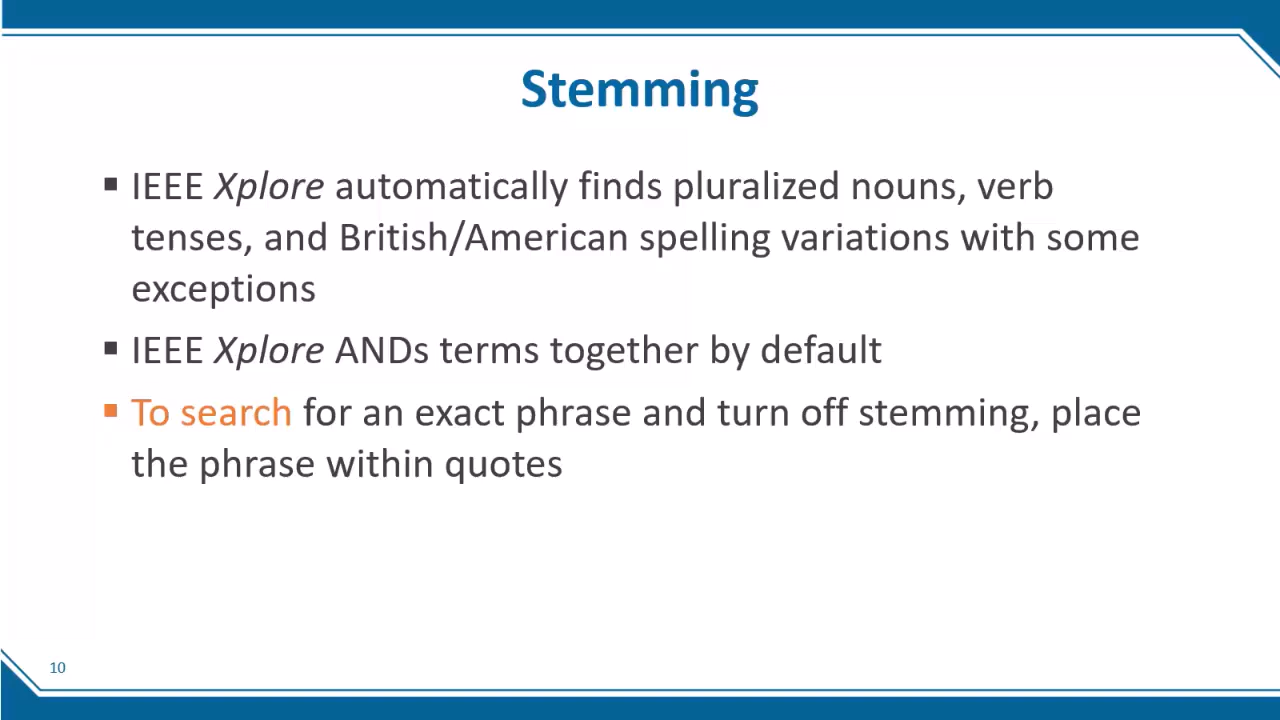 Stemming
▪ IEEE Xplore automatically finds pluralized nouns, verb
tenses, and British/American spelling variations with some
exceptions
▪ IEEE Xplore ANDs terms together by default
▪ To search for an exact phrase and turn off stemming, place
the phrase within quotes
10